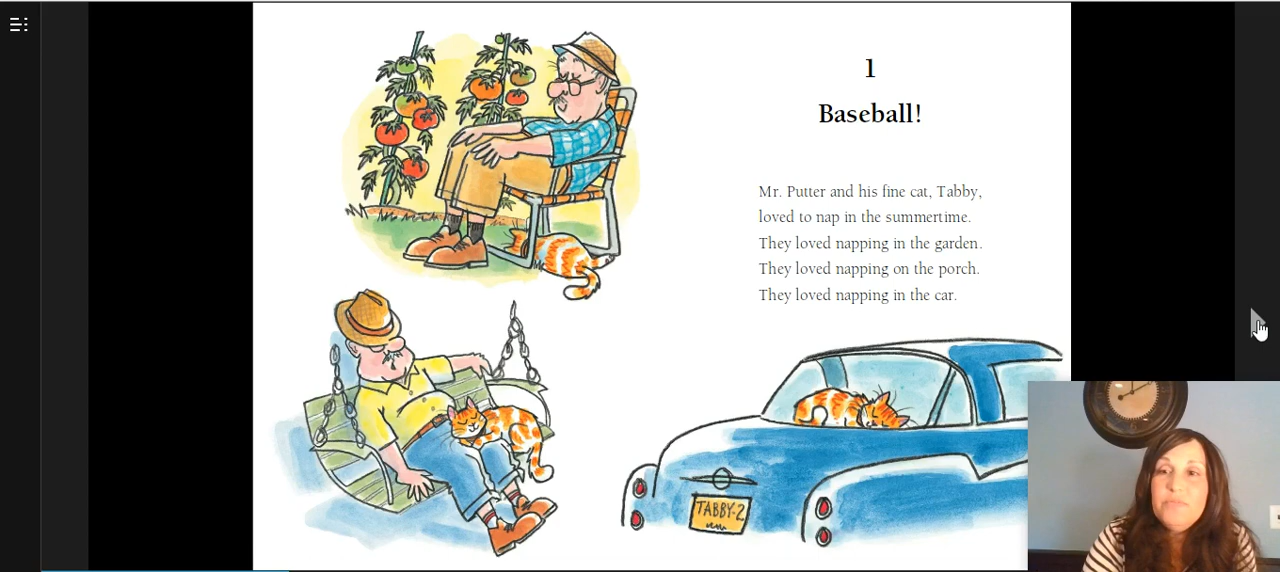 1
Baseball!
Mr. Putter and his fine cat, Tabby,
loved to nap in the summertime.
They loved napping in the garden.
They loved napping on the porch.
They loved napping in the car.
TABBY-2